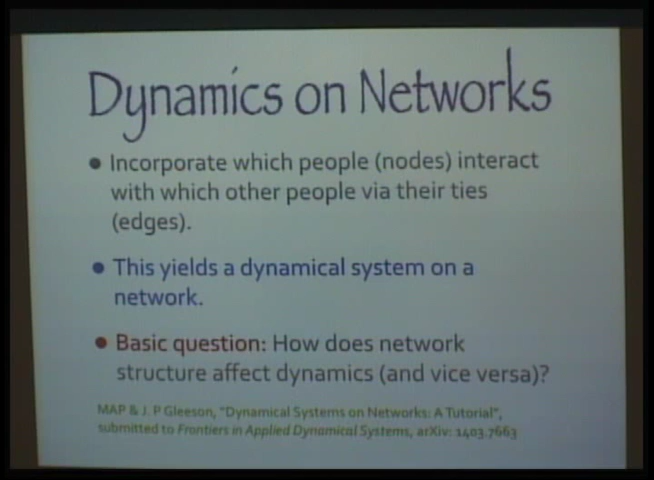 Dynamics on Networks
• Incorporate which people (nodes) interact
with which other people via their ties
(edges).
• This yields a dynamical system on a
network.
• Basic question: How does network
structure affect dynamics (and vice versa)?
MAP & J. P Gleeson, "Dynamical Systems on Networks: A Tutorial",
submitted to Frontiers in Applied Dynamical Systems, arXiv: 1403.7663